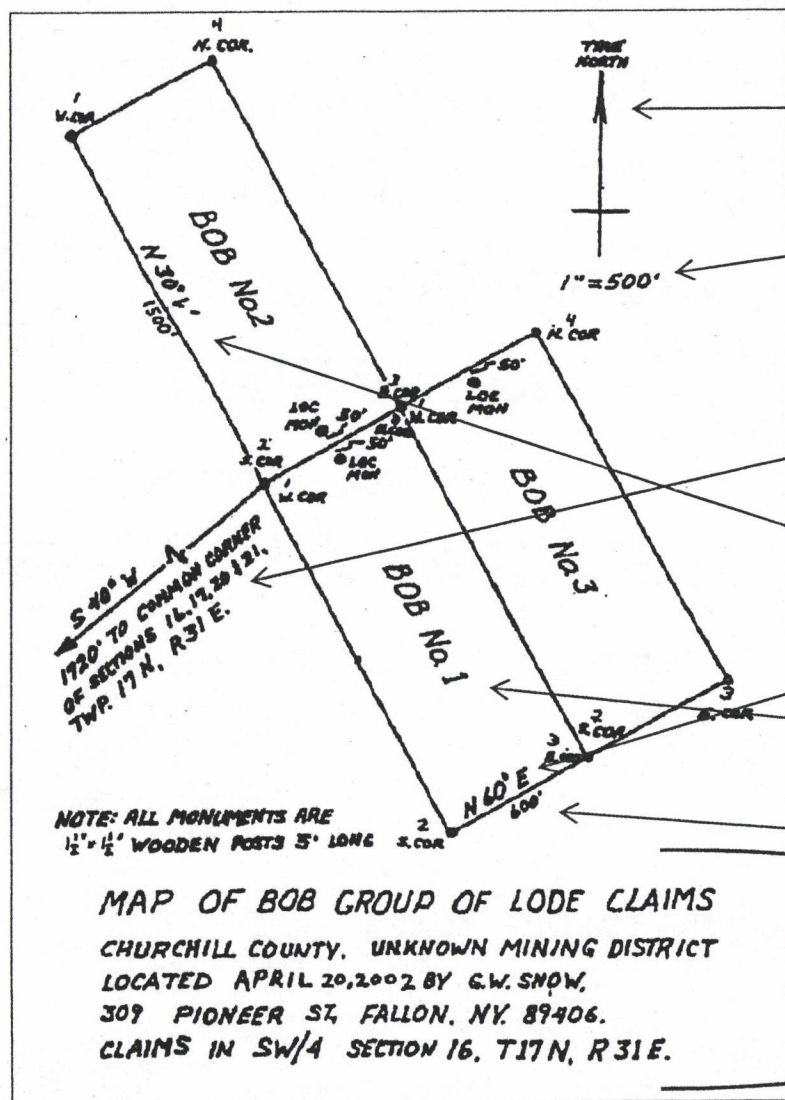 4
N. COR.
1
W. COR
TRUE
NORTH
1"=500'
BOB No.2
N 30° W
1500'
4
N. COR
50'
LOC
MON
3
E. COR
1
W. COR
LOC
MON
50'
50'
LOC
MON
2
S. COR
1
W. COR
BOB No.3
BOB No.1
S 40° W
1720' TO COMMON CORNER
OF SECTIONS 16, 17, 20 & 21,
TWP. 17 N, R 31 E.
3
E. COR
2
S. COR
3
N 60° E
600'
2
S. COR
NOTE: ALL MONUMENTS ARE
1½" x 1½" WOODEN POSTS 5' LONG
MAP OF BOB GROUP OF LODE CLAIMS
CHURCHILL COUNTY, UNKNOWN MINING DISTRICT
LOCATED APRIL 20, 2002 BY G.W. SNOW,
309 PIONEER ST, FALLON, NY. 89406.
CLAIMS IN SW/4 SECTION 16, T17N, R31E.